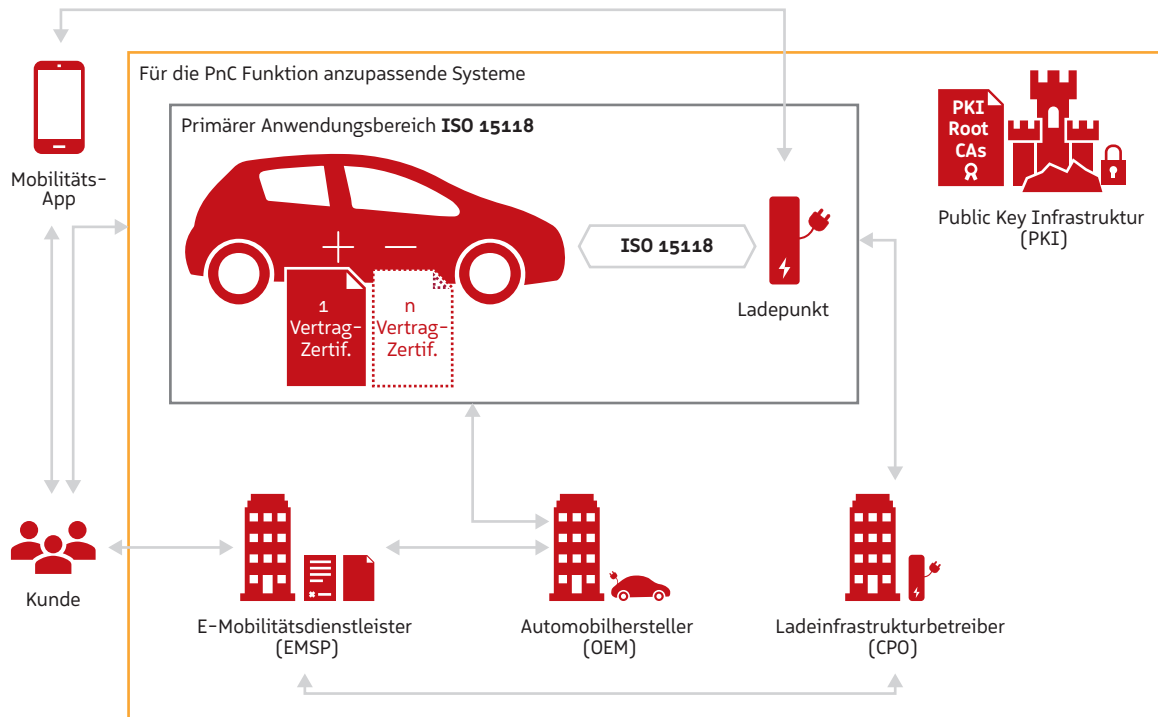 Für die PnC Funktion anzupassende Systeme
Primärer Anwendungsbereich ISO 15118
PKI
Root
CAs
Mobilitäts-
App
Public Key Infrastruktur
(PKI)
ISO 15118
Ladepunkt
1
Vertrag-
Zertif.
n
Vertrag-
Zertif.
Kunde
E-Mobilitätsdienstleister
(EMSP)
Automobilhersteller
(OEM)
Ladeinfrastrukturbetreiber
(CPO)